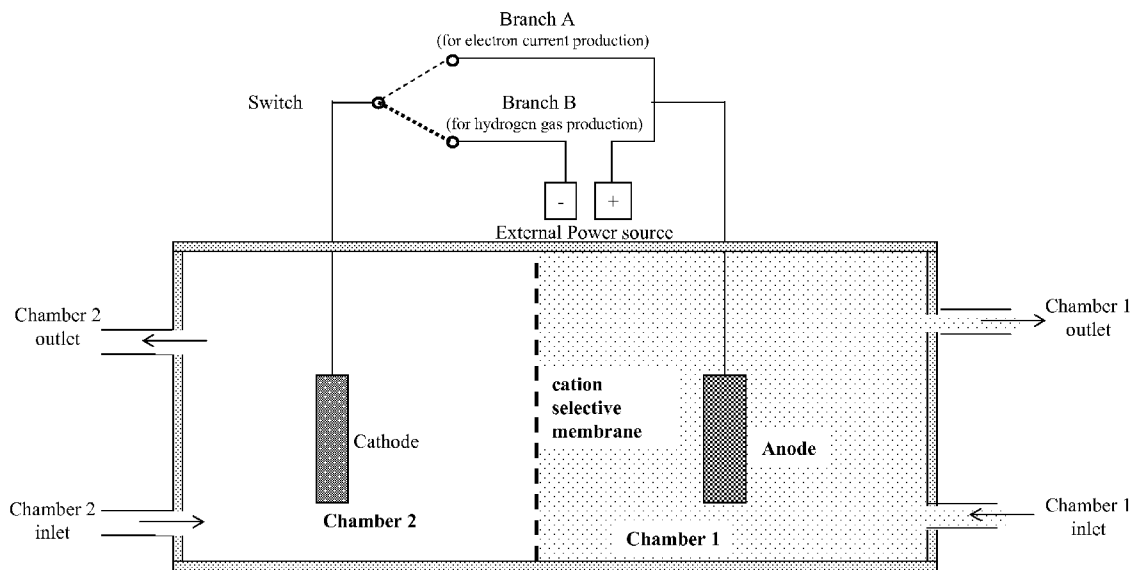 Branch A
(for electron current production)
Switch
Branch B
(for hydrogen gas production)
-
+
External Power source
Chamber 2
outlet
Chamber 1
outlet
cation
selective
membrane
Cathode
Anode
Chamber 2
inlet
Chamber 2
Chamber 1
Chamber 1
inlet